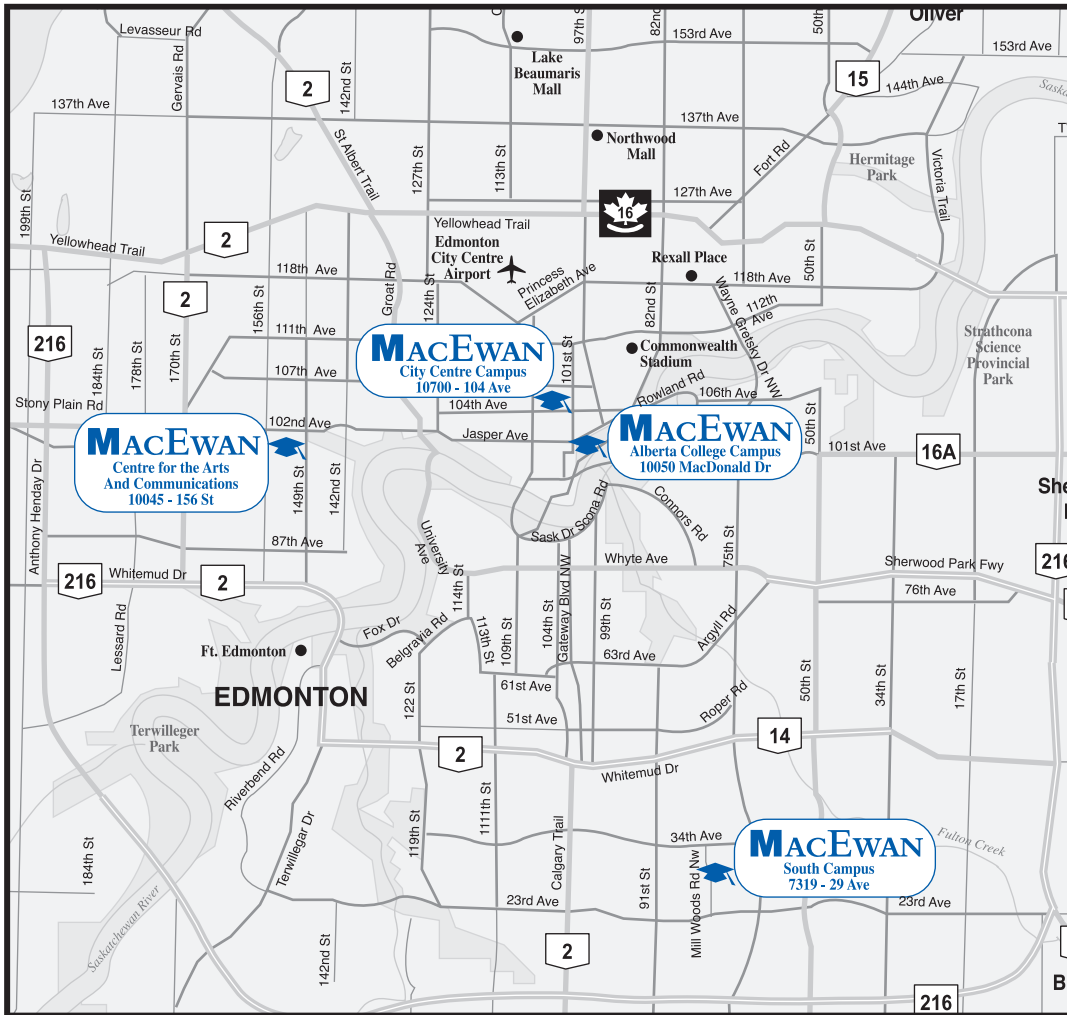 Oliver
Levasseur Rd
Gervais Rd
142nd St
97th St
82nd
50th
153rd Ave
153rd Ave
Lake
Beaumaris
Mall
2
15
144th Ave
137th Ave
137th Ave
Northwood
Mall
Fort Rd
Hermitage
Park
Victoria Trail
St Albert Trail
127th St
113th St
127th Ave
199th St
16
Yellowhead Trail
Yellowhead Trail
2
Edmonton
City Centre
Airport
Rexall Place
50th St
118th Ave
118th Ave
Princess
Elizabeth Ave
Groat Rd
124th St
82nd St
Wayne Gretsky Dr NW
112th
Ave
2
156th St
111th Ave
216
184th St
178th St
170th St
MACEWAN
City Centre Campus
10700 - 104 Ave
101st St
Commonwealth
Stadium
Strathcona
Science
Provincial
Park
107th Ave
Rowland Rd
106th Ave
Stony Plain Rd
104th Ave
102nd Ave
Jasper Ave
50th St
101st Ave
16A
MACEWAN
Centre for the Arts
And Communications
10045 - 156 St
MACEWAN
Alberta College Campus
10050 MacDonald Dr
149th St
142nd St
Anthony Henday Dr
Connors Rd
Scona Rd
Sask Dr
University
Ave
87th Ave
75th St
Whyte Ave
Sherwood Park Fwy
216
216
Whitemud Dr
2
76th Ave
114th St
Gateway Blvd NW
104th St
99th St
109th St
113th St
Argyll Rd
Lessard Rd
Fox Dr
Belgravia Rd
Ft. Edmonton
63rd Ave
61st Ave
EDMONTON
122 St
51st Ave
Roper Rd
50th St
34th St
17th St
Terwilleger
Park
2
14
Whitemud Dr
Riverbend Rd
Terwillegar Dr
119th St
1111th St
Calgary Trail
34th Ave
91st St
Mill Woods Rd Nw
MACEWAN
South Campus
7319 - 29 Ave
Fulton Creek
184th St
23rd Ave
23rd Ave
Saskatchewan River
142nd St
2
216